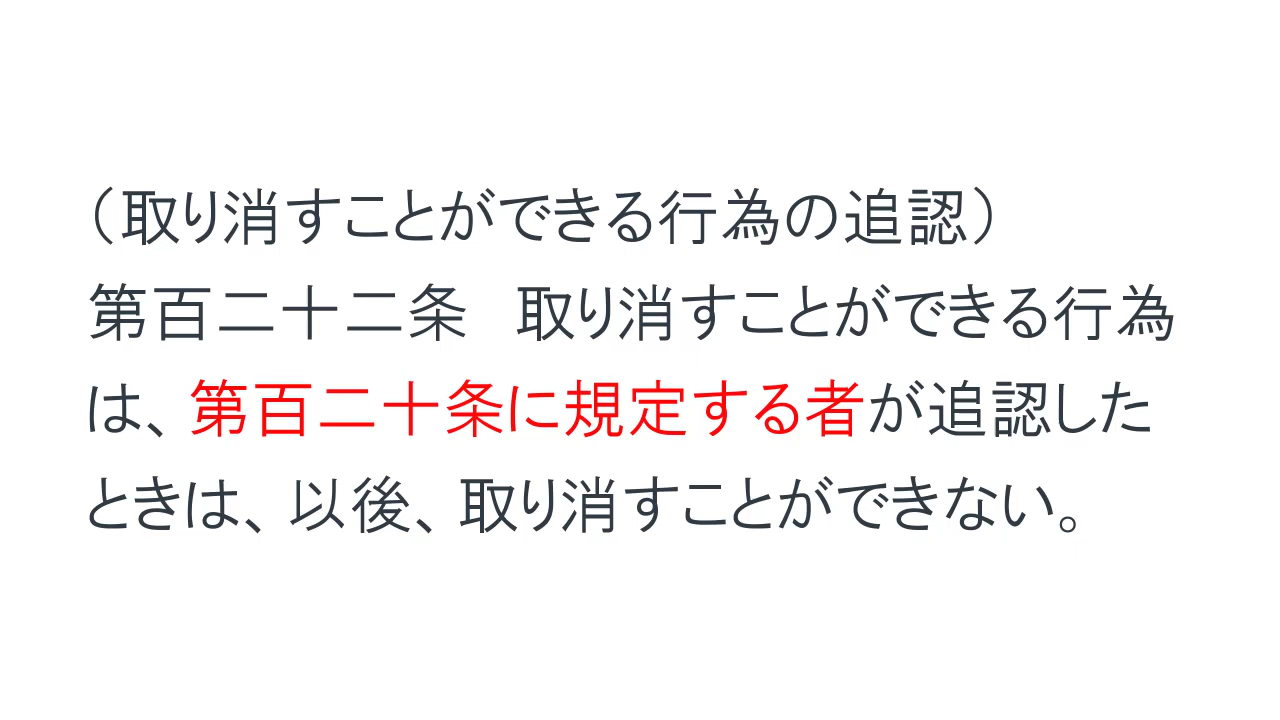 （取り消すことができる行為の追認）
第百二十二条　取り消すことができる行為
は、第百二十条に規定する者が追認した
ときは、以後、取り消すことができない。